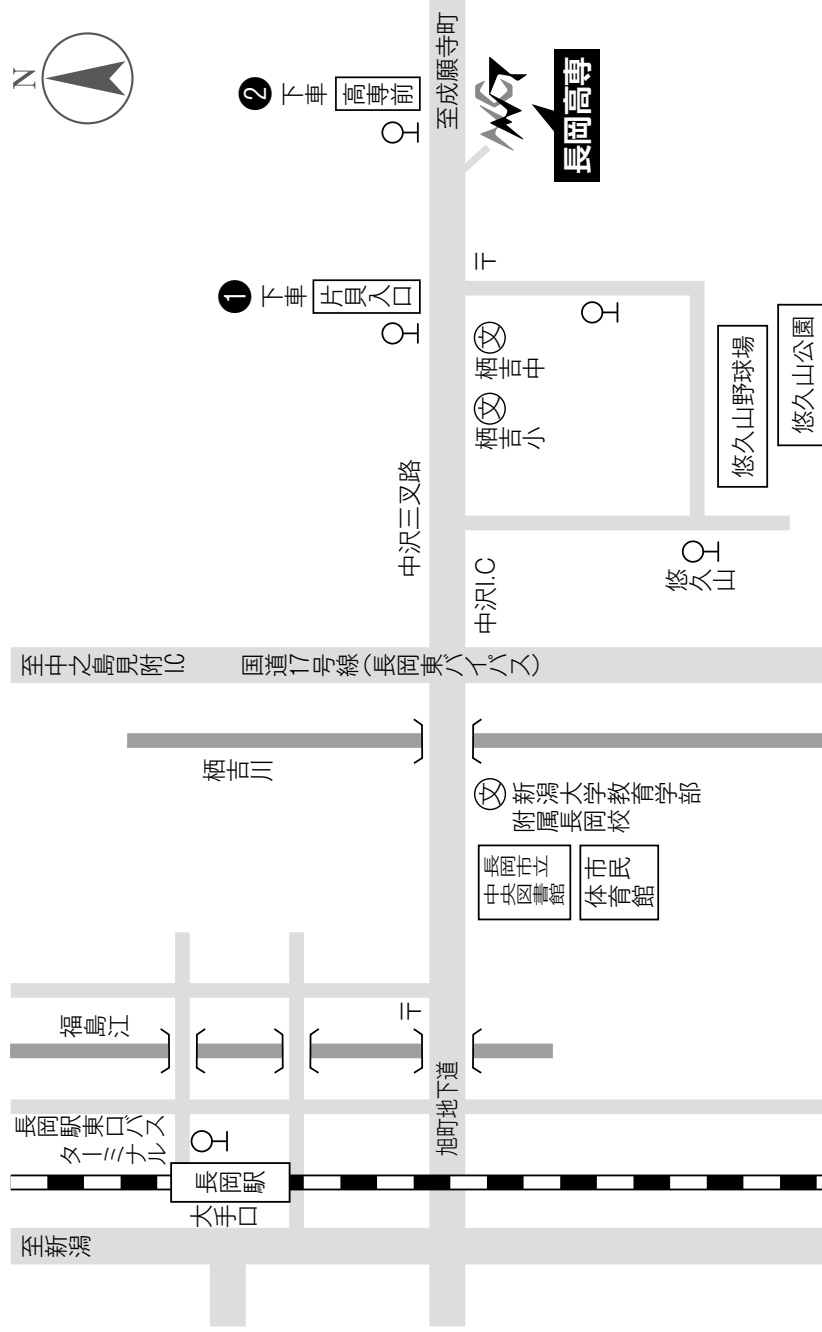 N
至新潟
大手口
長岡駅
長岡駅東口バス
ターミナル
福島江
旭町地下道
〒
長岡市立
中央図書
館
市民
体育
館
文
新潟大学教育学部
附属長岡校
栖吉川
至中之島見附I.C
国道17号線(長岡東バイパス)
中沢I.C
中沢三叉路
悠久山
悠久山野球場
悠久山公園
文
栖吉小
文
栖吉中
〒
1
下車
片貝入口
2
下車
高専前
至成願寺町
長岡高専